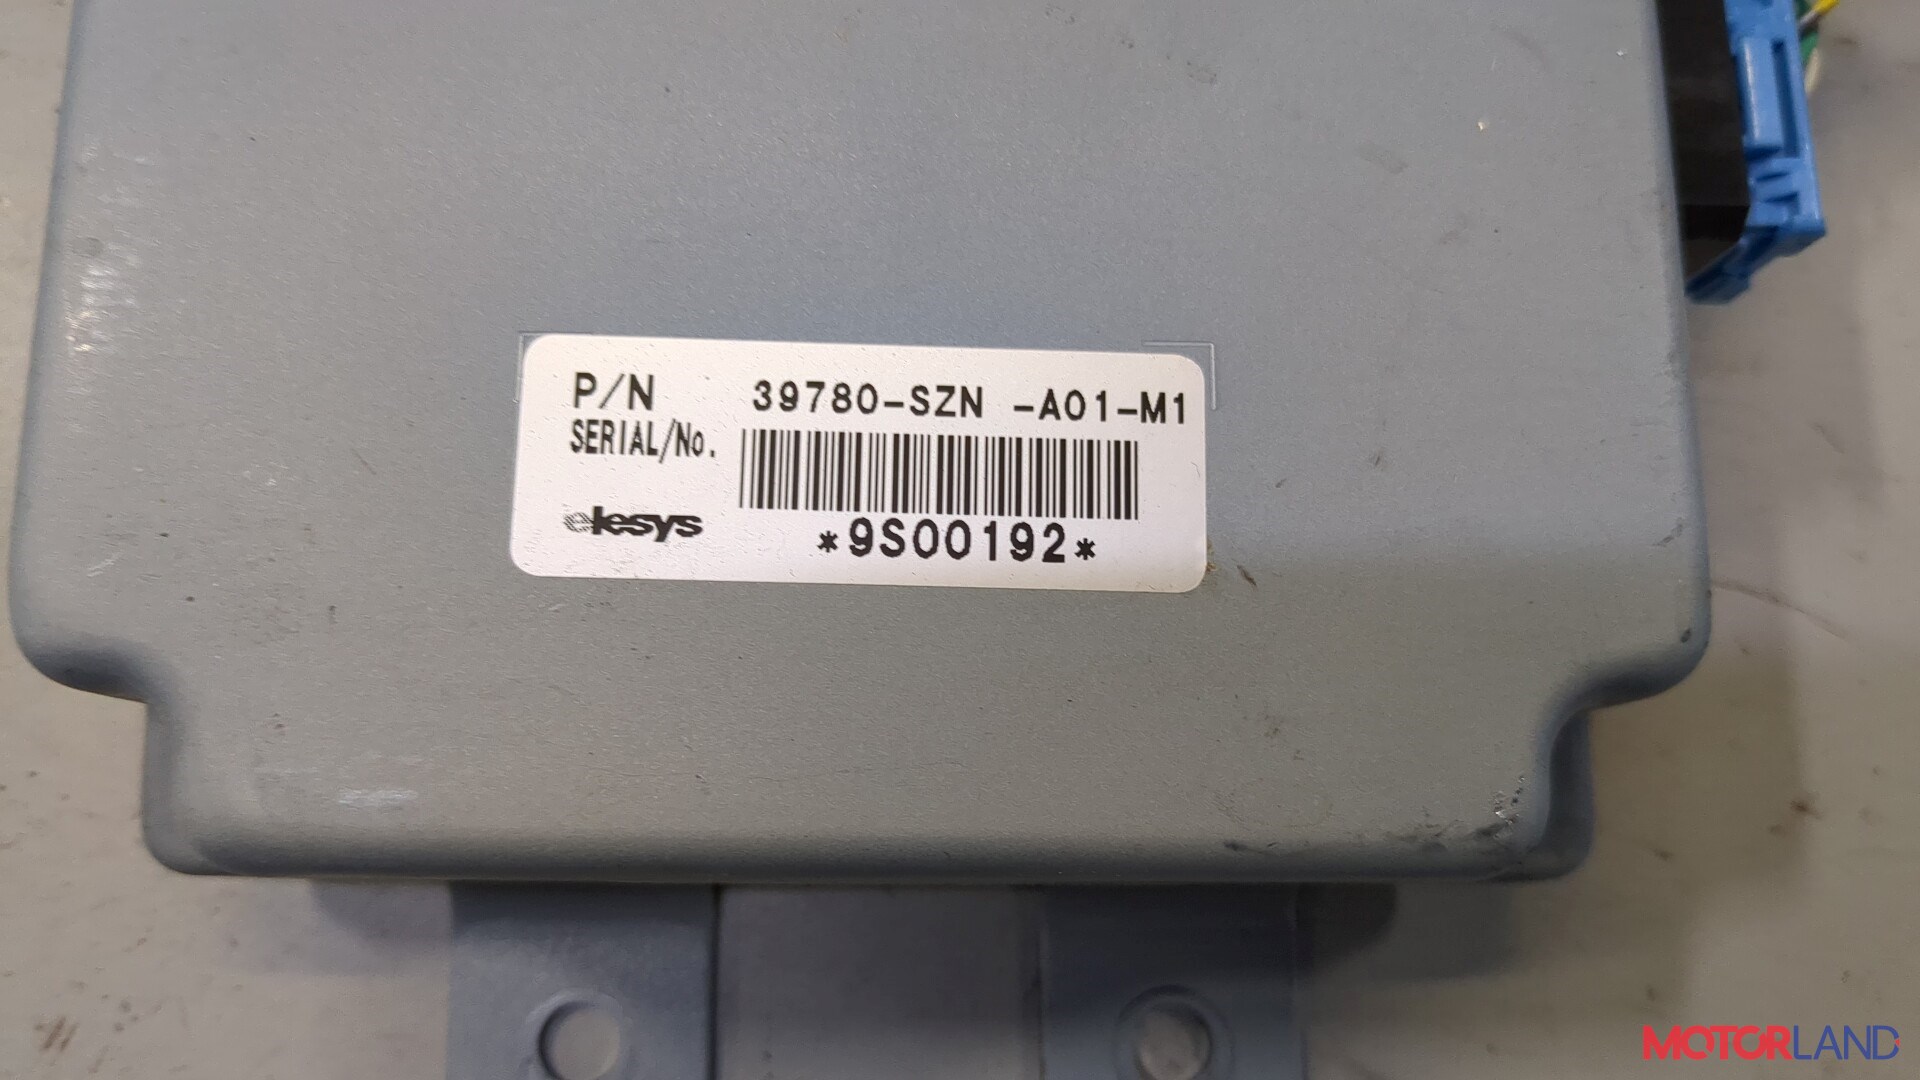 P/N 39780-SZN -A01-M1
SERIAL/No.
elesys
*9S00192*
MOTORLAND